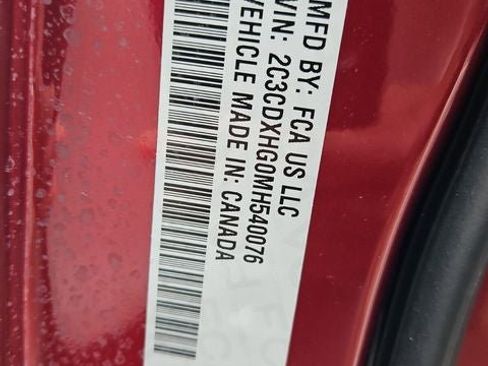 MFD BY: FCA US LLC
VIN: 2C3CDXHG0MH540076
VEHICLE MADE IN: CANADA